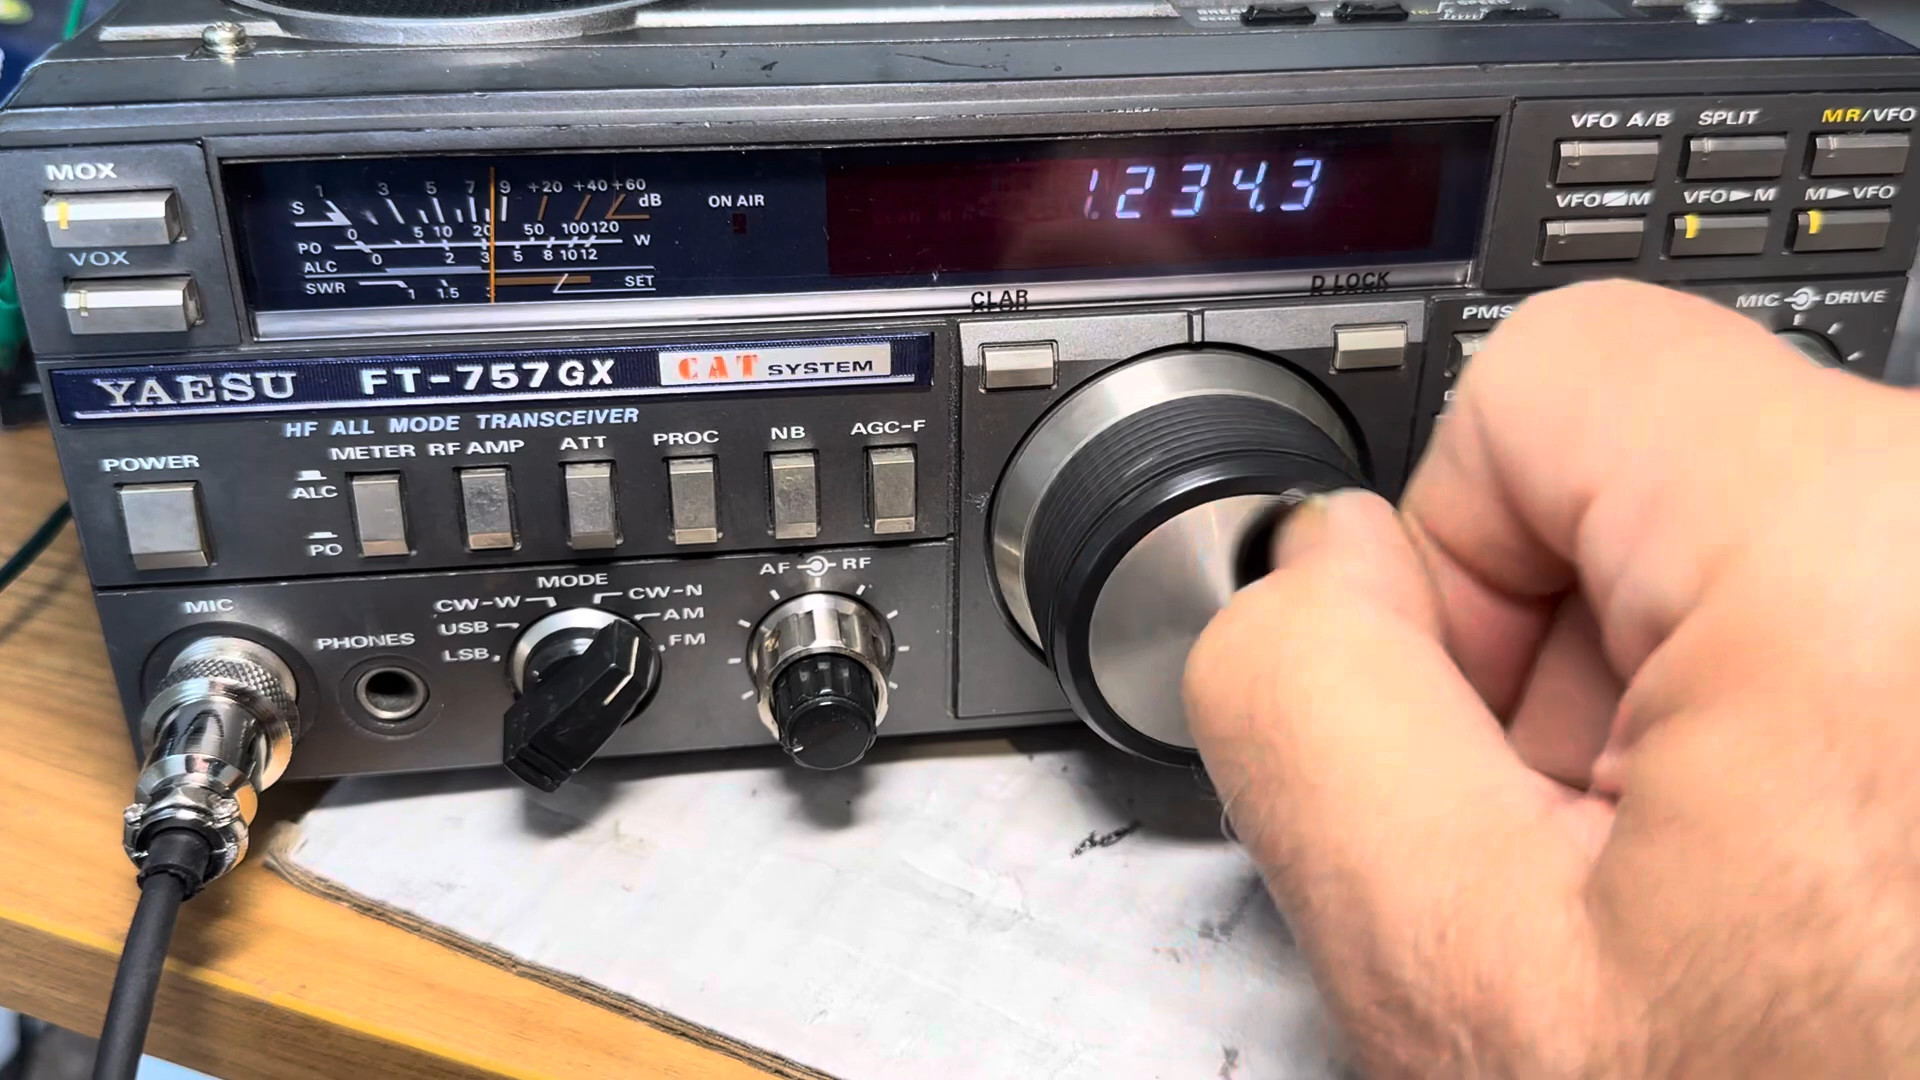 VFO A/B SPLIT MR/VFO
MOX
S 1 3 5 7 9 +20 +40 +60 dB
ON AIR
1.234.3
PO 0 5 10 20 50 100 120 W
VFO M VFO►M M►VFO
VOX
ALC 0 2 3 5 8 10 12
SWR 1 1.5 SET
CLAR
D LOCK
PMS
MIC DRIVE
YAESU FT-757GX CAT SYSTEM
HF ALL MODE TRANSCEIVER
POWER
METER RF AMP ATT PROC NB AGC-F
ALC
PO
MIC
PHONES
MODE
CW-W CW-N
USB AM
LSB FM
AF RF